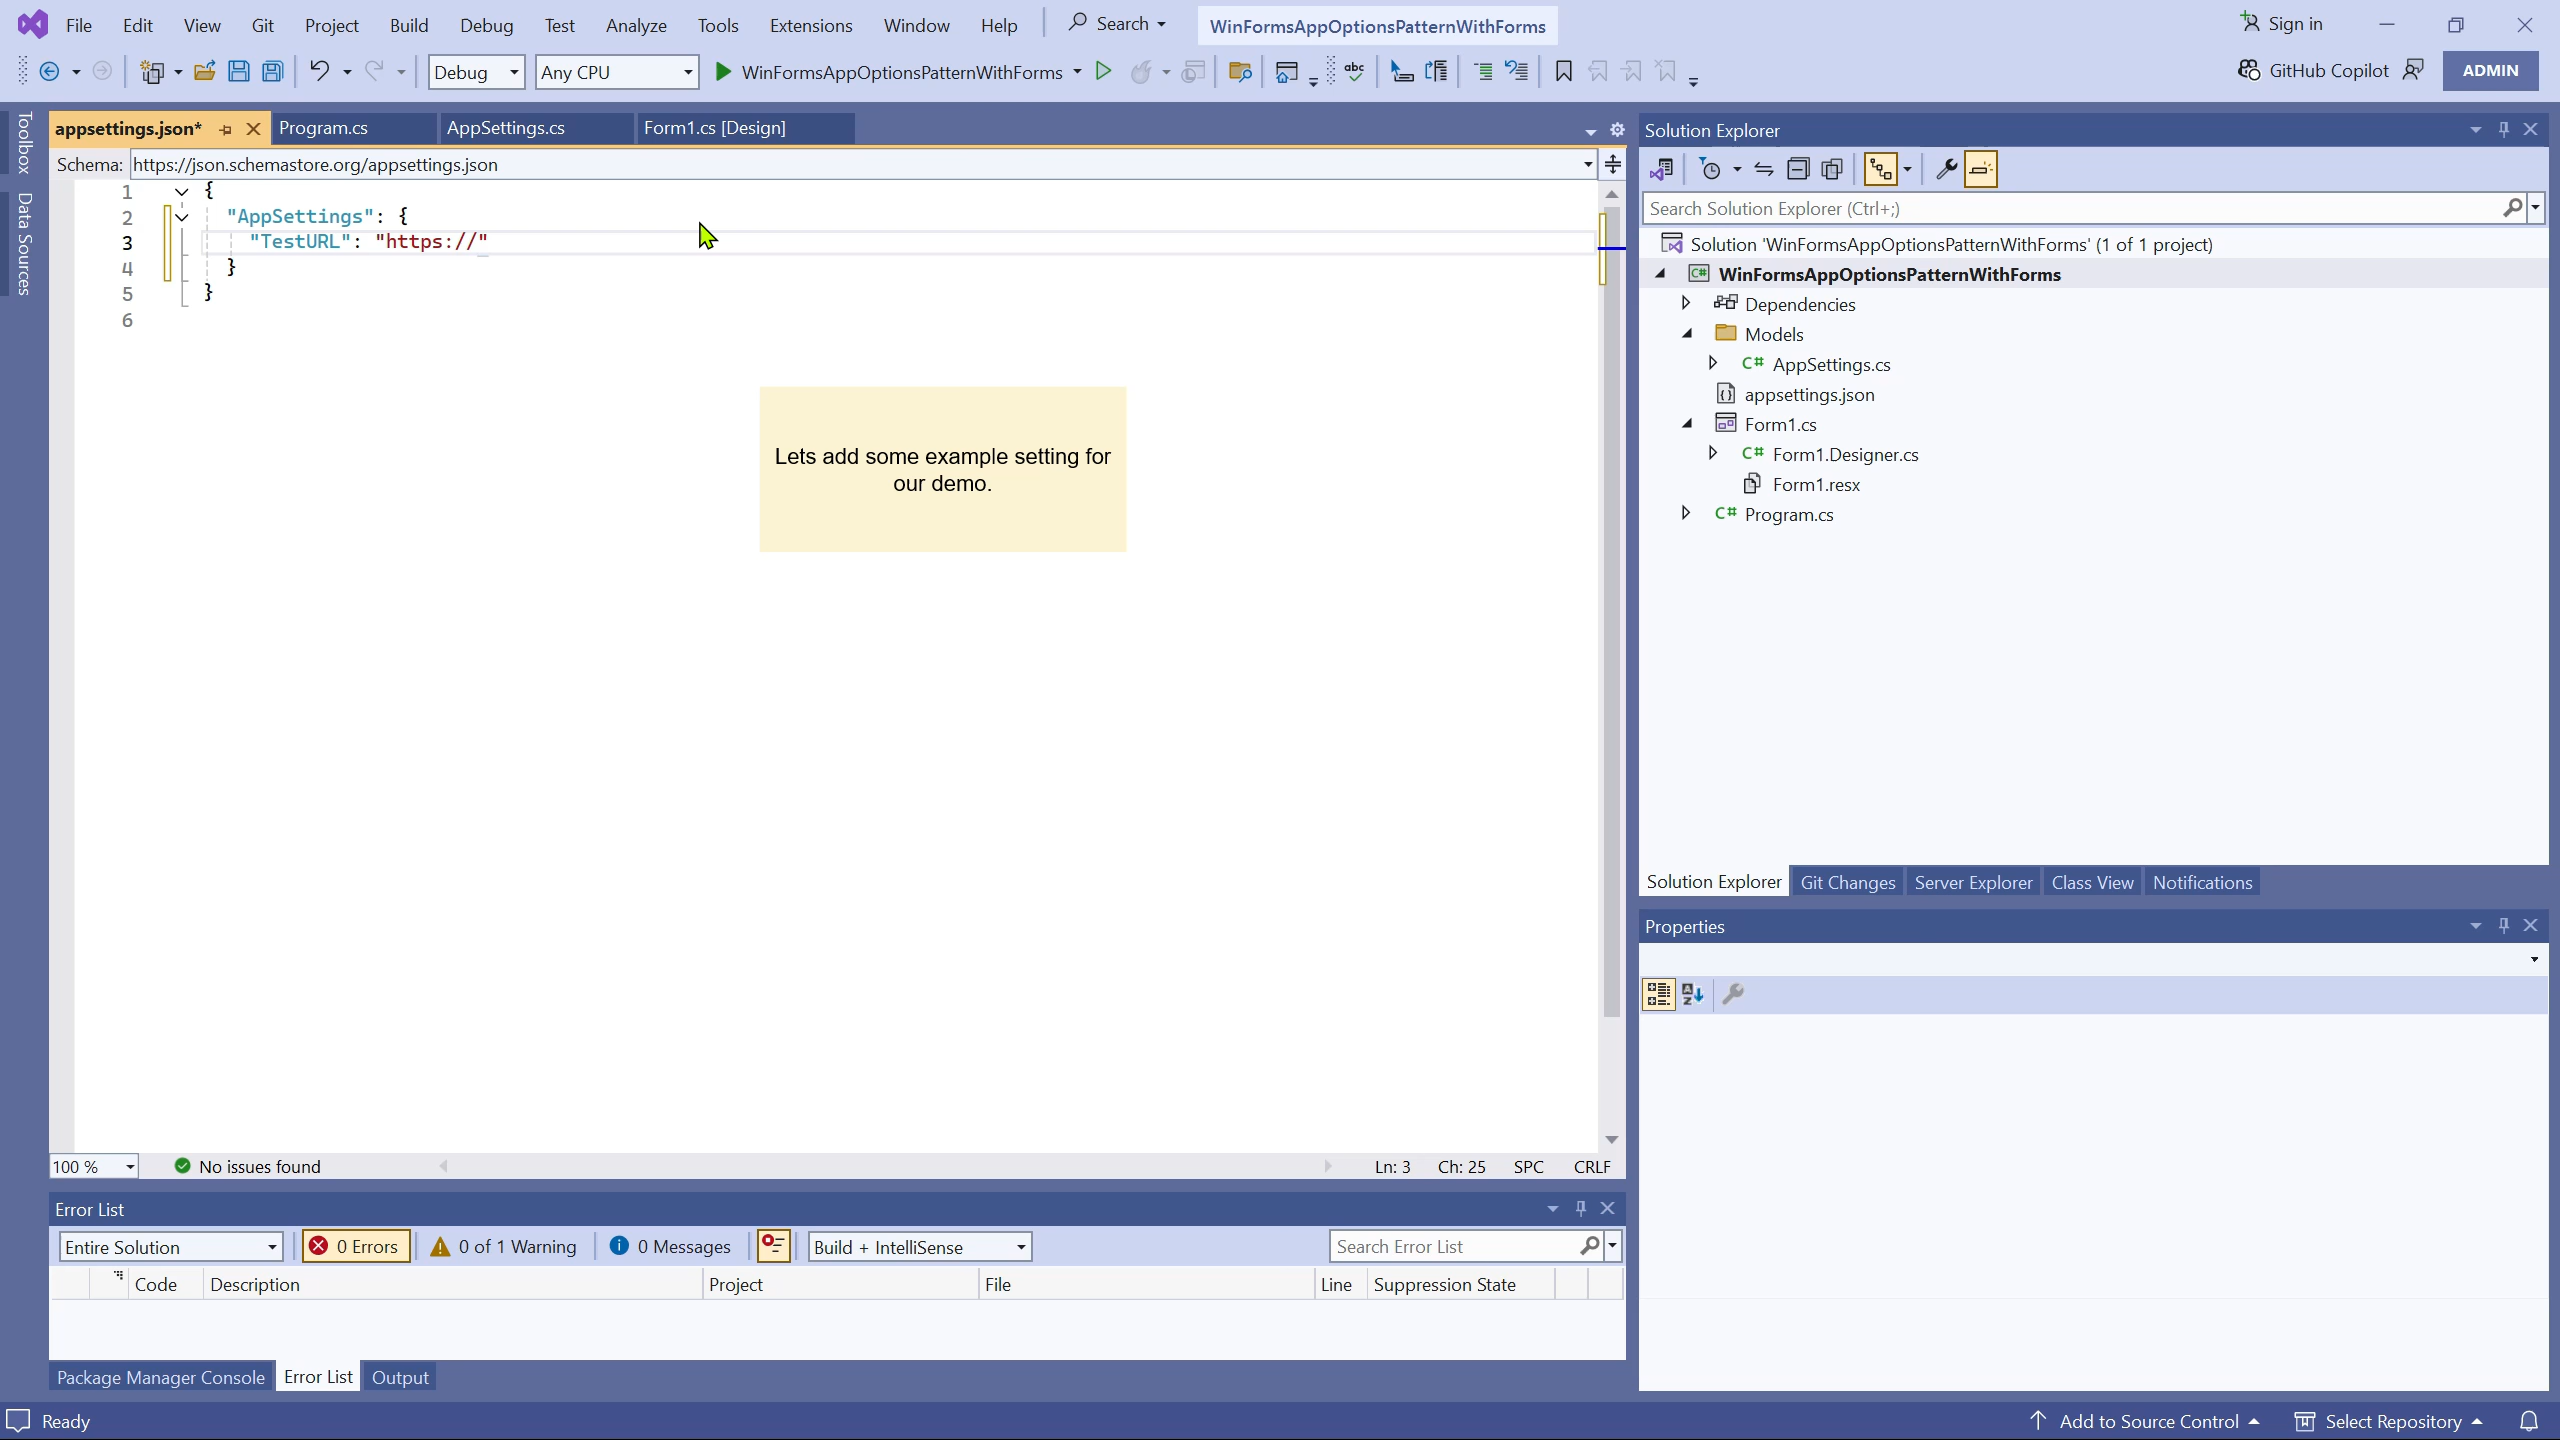 File Edit View Git Project Build Debug Test Analyze Tools Extensions Window Help Search WinFormsAppOptionsPatternWithForms Sign in
Debug Any CPU WinFormsAppOptionsPatternWithForms abc GitHub Copilot ADMIN
Toolbox
Data Sources
appsettings.json* Program.cs AppSettings.cs Form1.cs [Design]
Schema: https://json.schemastore.org/appsettings.json
1 {
2 "AppSettings": {
3 "TestURL": "https://"
4 }
5 }
6
Lets add some example setting for
our demo.
100 % No issues found Ln: 3 Ch: 25 SPC CRLF
Solution Explorer
Search Solution Explorer (Ctrl+;)
Solution 'WinFormsAppOptionsPatternWithForms' (1 of 1 project)
C# WinFormsAppOptionsPatternWithForms
Dependencies
Models
C# AppSettings.cs
appsettings.json
Form1.cs
C# Form1.Designer.cs
Form1.resx
C# Program.cs
Solution Explorer Git Changes Server Explorer Class View Notifications
Properties
Error List
Entire Solution 0 Errors 0 of 1 Warning 0 Messages Build + IntelliSense Search Error List
Code Description Project File Line Suppression State
Package Manager Console Error List Output
Ready Add to Source Control Select Repository